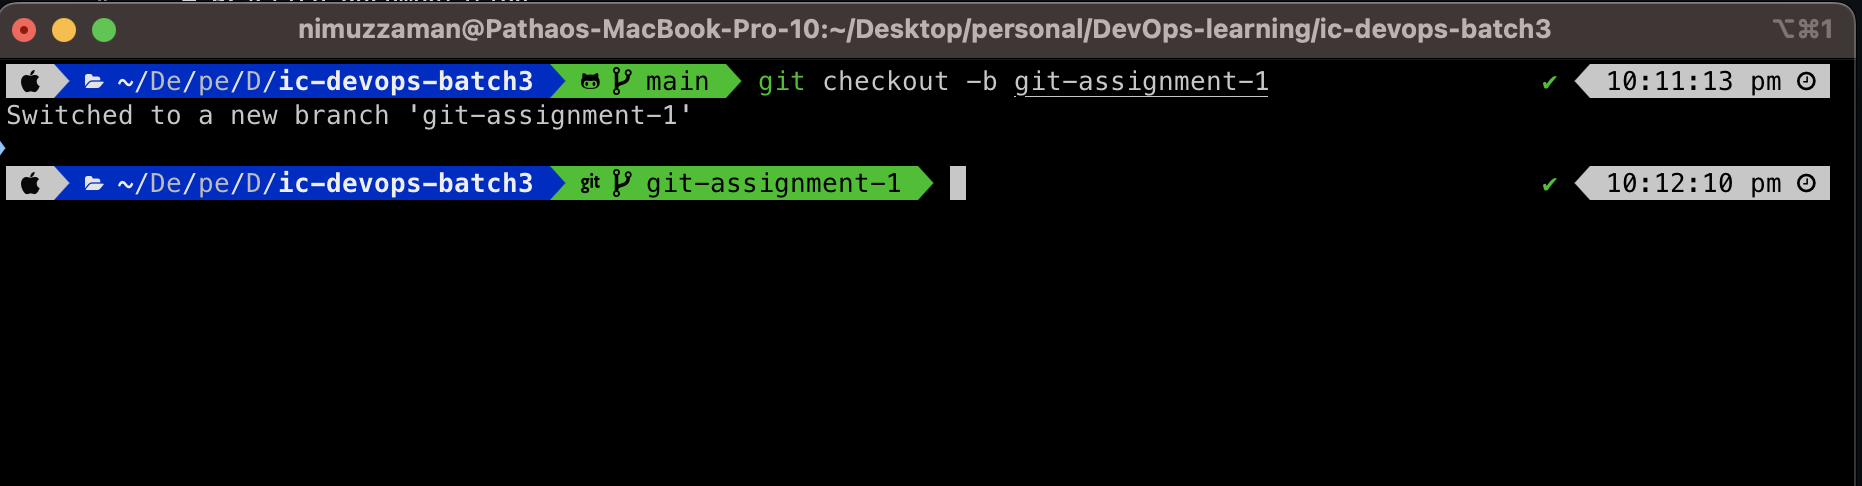 nimuzzaman@Pathaos-MacBook-Pro-10:~/Desktop/personal/DevOps-learning/ic-devops-batch3 ⌥⌘1
~/De/pe/D/ic-devops-batch3 main git checkout -b git-assignment-1 ✔ 10:11:13 pm
Switched to a new branch 'git-assignment-1'
~/De/pe/D/ic-devops-batch3 git git-assignment-1 ✔ 10:12:10 pm